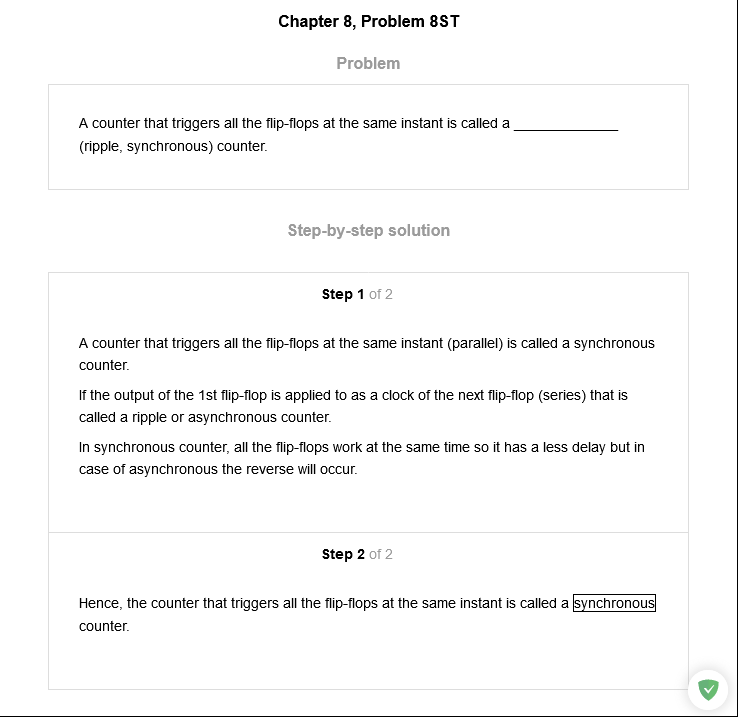 Chapter 8, Problem 8ST
Problem
A counter that triggers all the flip-flops at the same instant is called a _____________
(ripple, synchronous) counter.
Step-by-step solution
Step 1 of 2
A counter that triggers all the flip-flops at the same instant (parallel) is called a synchronous
counter.
If the output of the 1st flip-flop is applied to as a clock of the next flip-flop (series) that is
called a ripple or asynchronous counter.
In synchronous counter, all the flip-flops work at the same time so it has a less delay but in
case of asynchronous the reverse will occur.
Step 2 of 2
Hence, the counter that triggers all the flip-flops at the same instant is called a synchronous
counter.